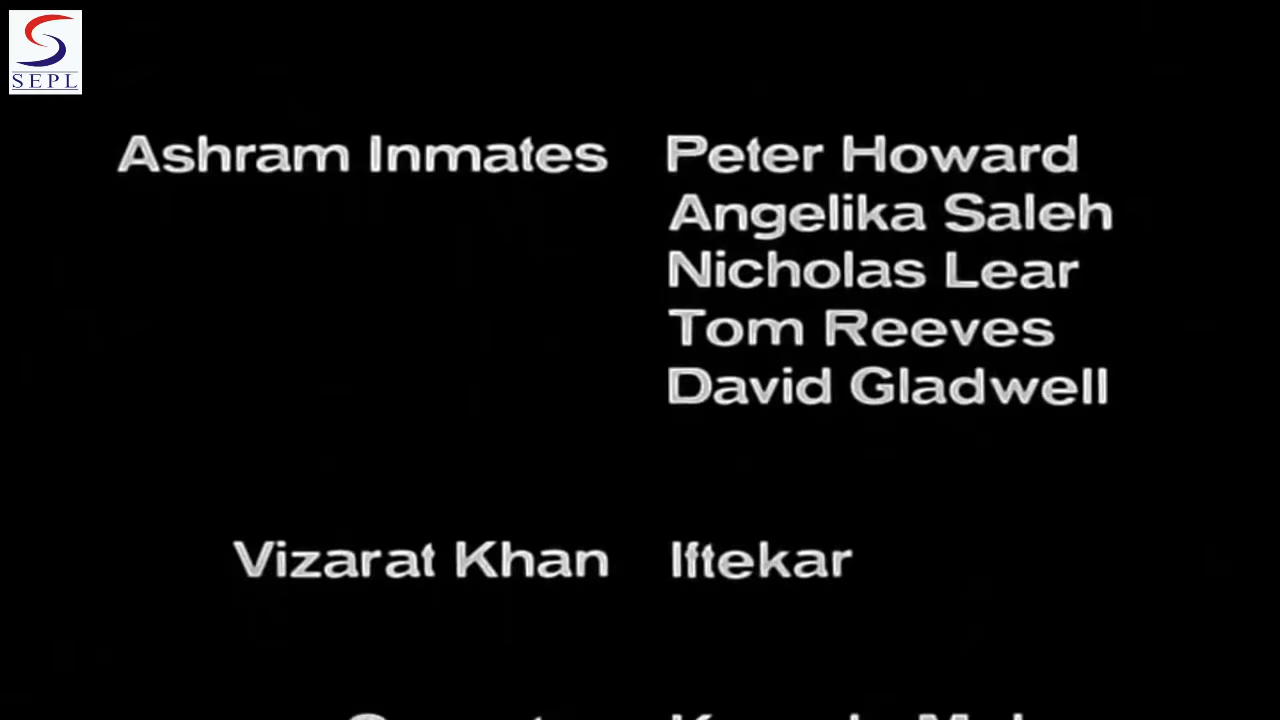 SEPL
Ashram Inmates Peter Howard
Angelika Saleh
Nicholas Lear
Tom Reeves
David Gladwell
Vizarat Khan Iftekar